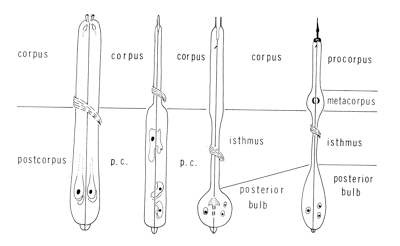 corpus corpus corpus corpus procorpus
metacorpus
isthmus isthmus
postcorpus p.c. p.c.
posterior posterior
bulb bulb